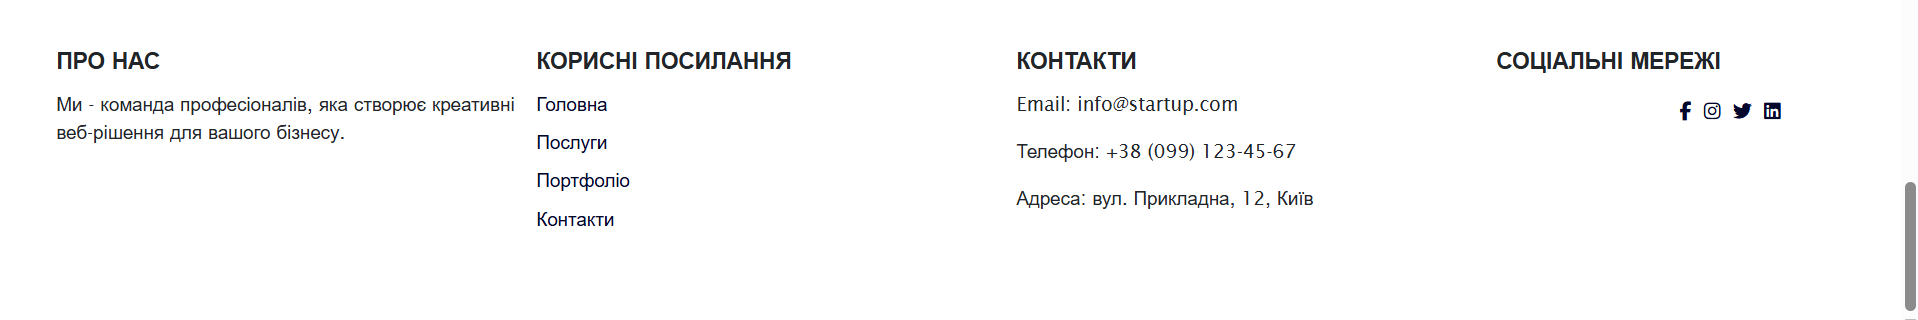 ПРО НАС
Ми - команда професіоналів, яка створює креативні
веб-рішення для вашого бізнесу.
КОРИСНІ ПОСИЛАННЯ
Головна
Послуги
Портфоліо
Контакти
КОНТАКТИ
Email: info@startup.com
Телефон: +38 (099) 123-45-67
Адреса: вул. Прикладна, 12, Київ
СОЦІАЛЬНІ МЕРЕЖІ